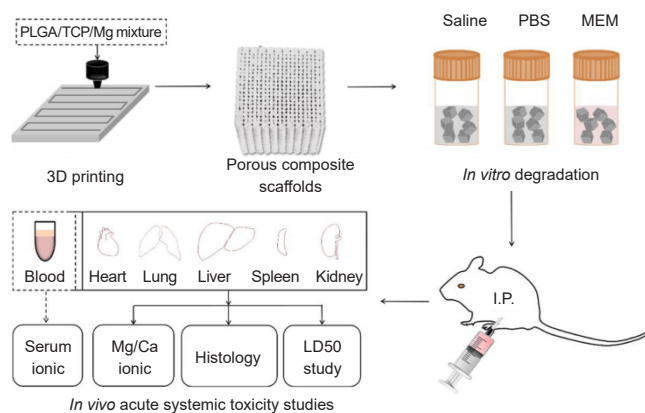 PLGA/TCP/Mg mixture
Saline PBS MEM
3D printing
Porous composite
scaffolds
In vitro degradation
Blood Heart Lung Liver Spleen Kidney
I.P.
Serum
ionic
Mg/Ca
ionic
Histology
LD50
study
In vivo acute systemic toxicity studies